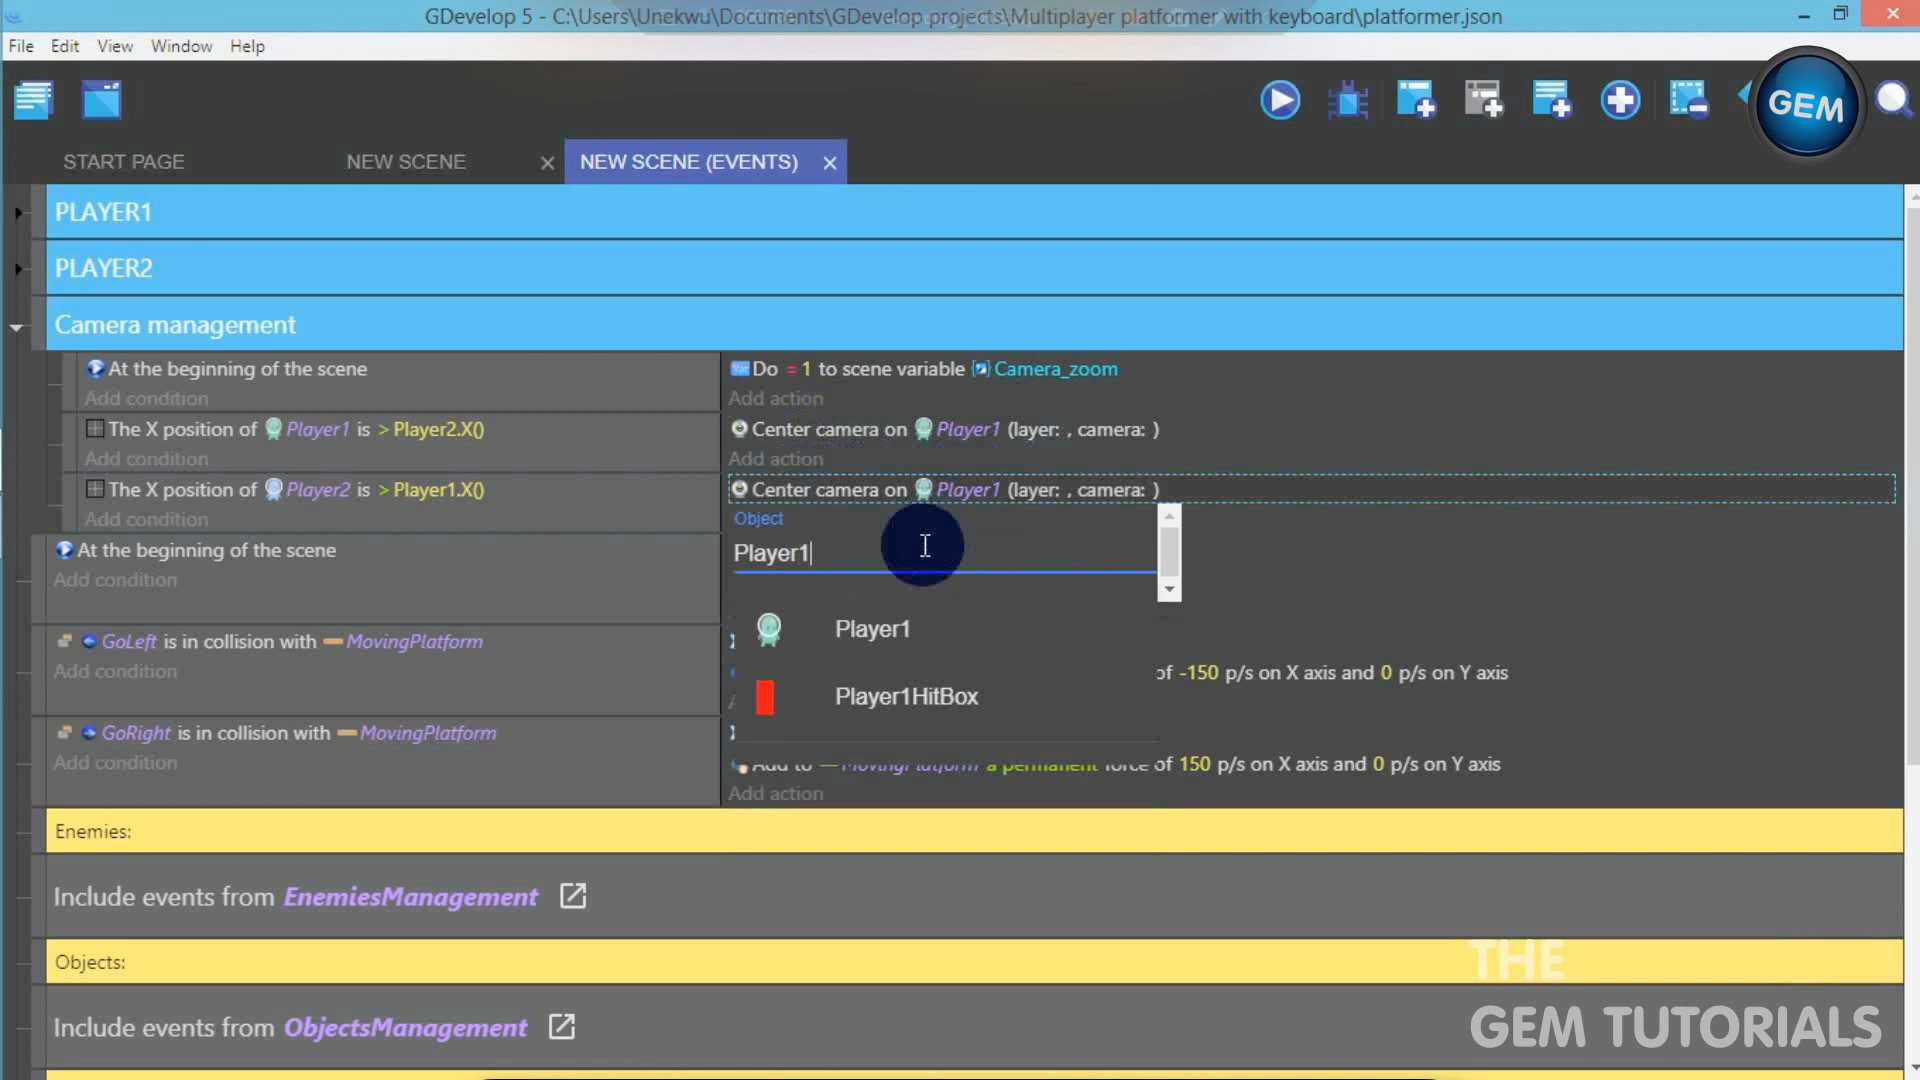 GDevelop 5 - C:\Users\Unekwu\Documents\GDevelop projects\Multiplayer platformer with keyboard\platformer.json
File Edit View Window Help
GEM
START PAGE NEW SCENE NEW SCENE (EVENTS)
PLAYER1
PLAYER2
Camera management
At the beginning of the scene Do = 1 to scene variable Camera_zoom
Add condition Add action
The X position of Player1 is > Player2.X() Center camera on Player1 (layer: , camera: )
Add condition Add action
The X position of Player2 is > Player1.X() Center camera on Player1 (layer: , camera: )
Add condition Object
At the beginning of the scene Player1
Add condition
Player1
GoLeft is in collision with MovingPlatform
Add condition of -150 p/s on X axis and 0 p/s on Y axis
Player1HitBox
GoRight is in collision with MovingPlatform
Add condition Add to MovingPlatform a permanent force of 150 p/s on X axis and 0 p/s on Y axis
Add action
Enemies:
Include events from EnemiesManagement
Objects:
Include events from ObjectsManagement
THE
GEM TUTORIALS